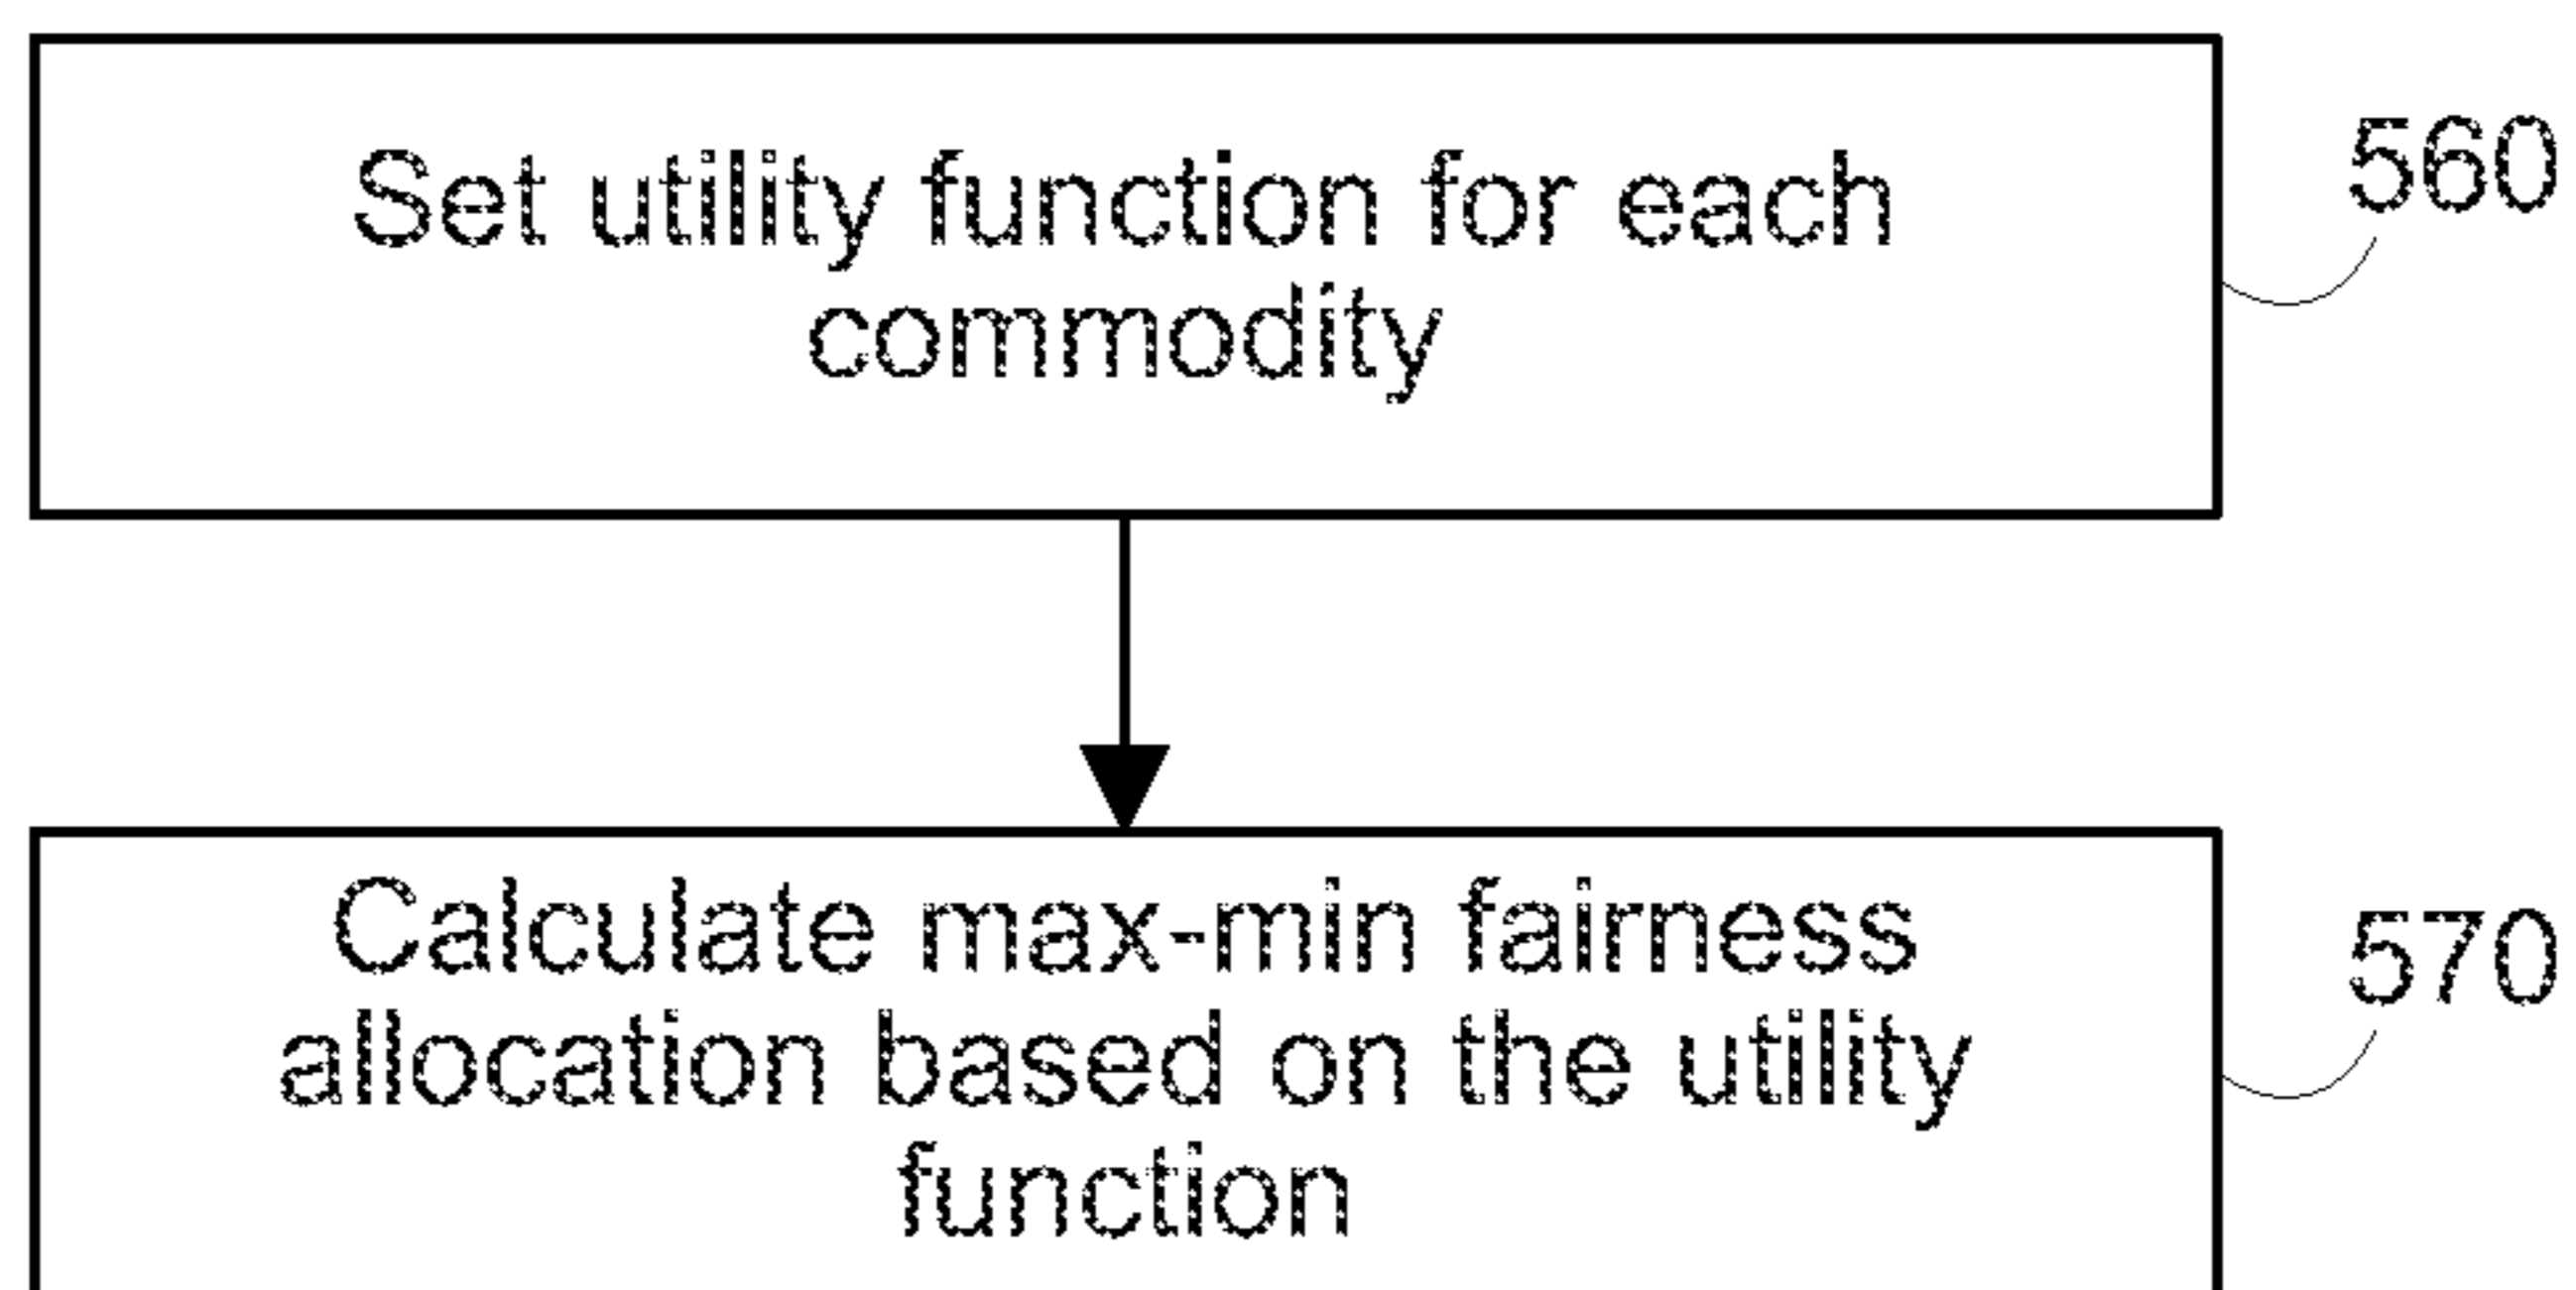 Set utility function for each
commodity
560
Calculate max-min fairness
allocation based on the utility
function
570